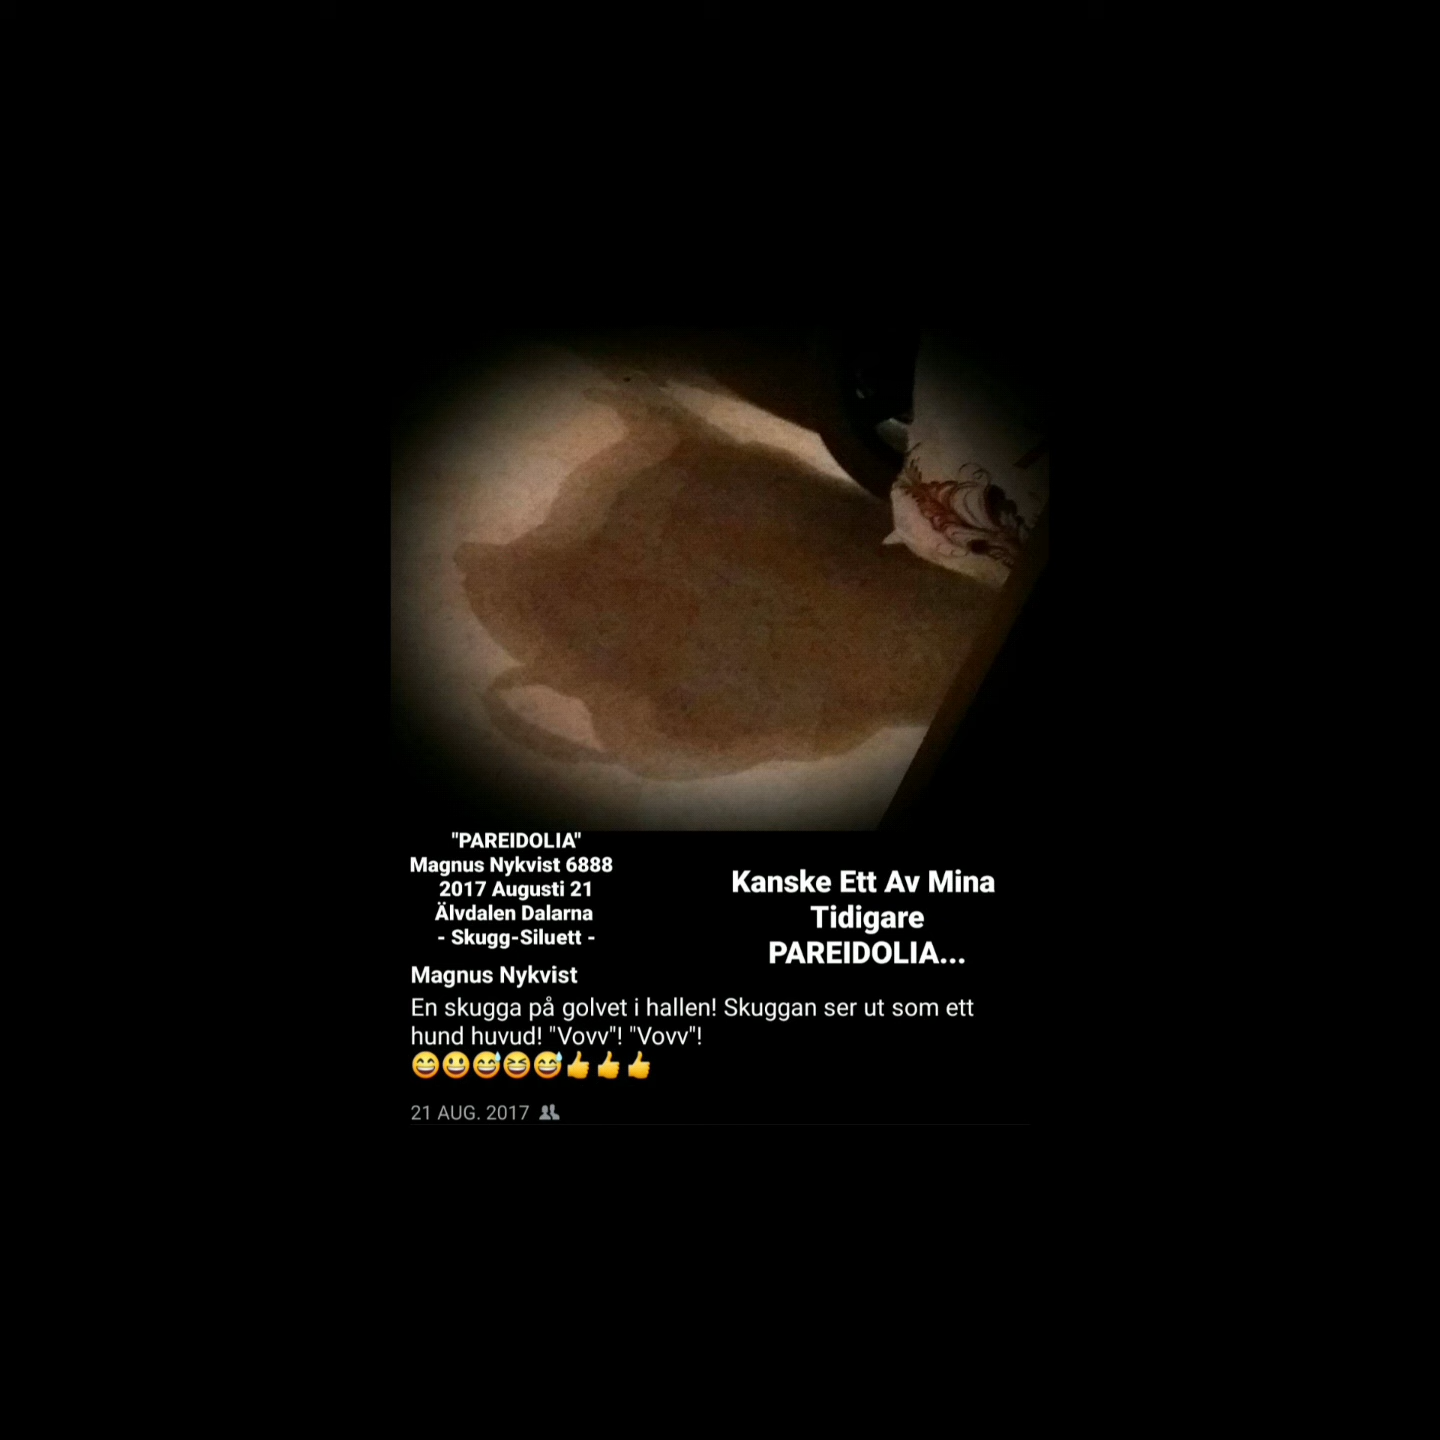 "PAREIDOLIA"
Magnus Nykvist 6888
2017 Augusti 21
Älvdalen Dalarna
- Skugg-Siluett -
Kanske Ett Av Mina
Tidigare
PAREIDOLIA...
Magnus Nykvist
En skugga på golvet i hallen! Skuggan ser ut som ett
hund huvud! "Vovv"! "Vovv"!
😄😃😅😆😅👍👍👍
21 AUG. 2017